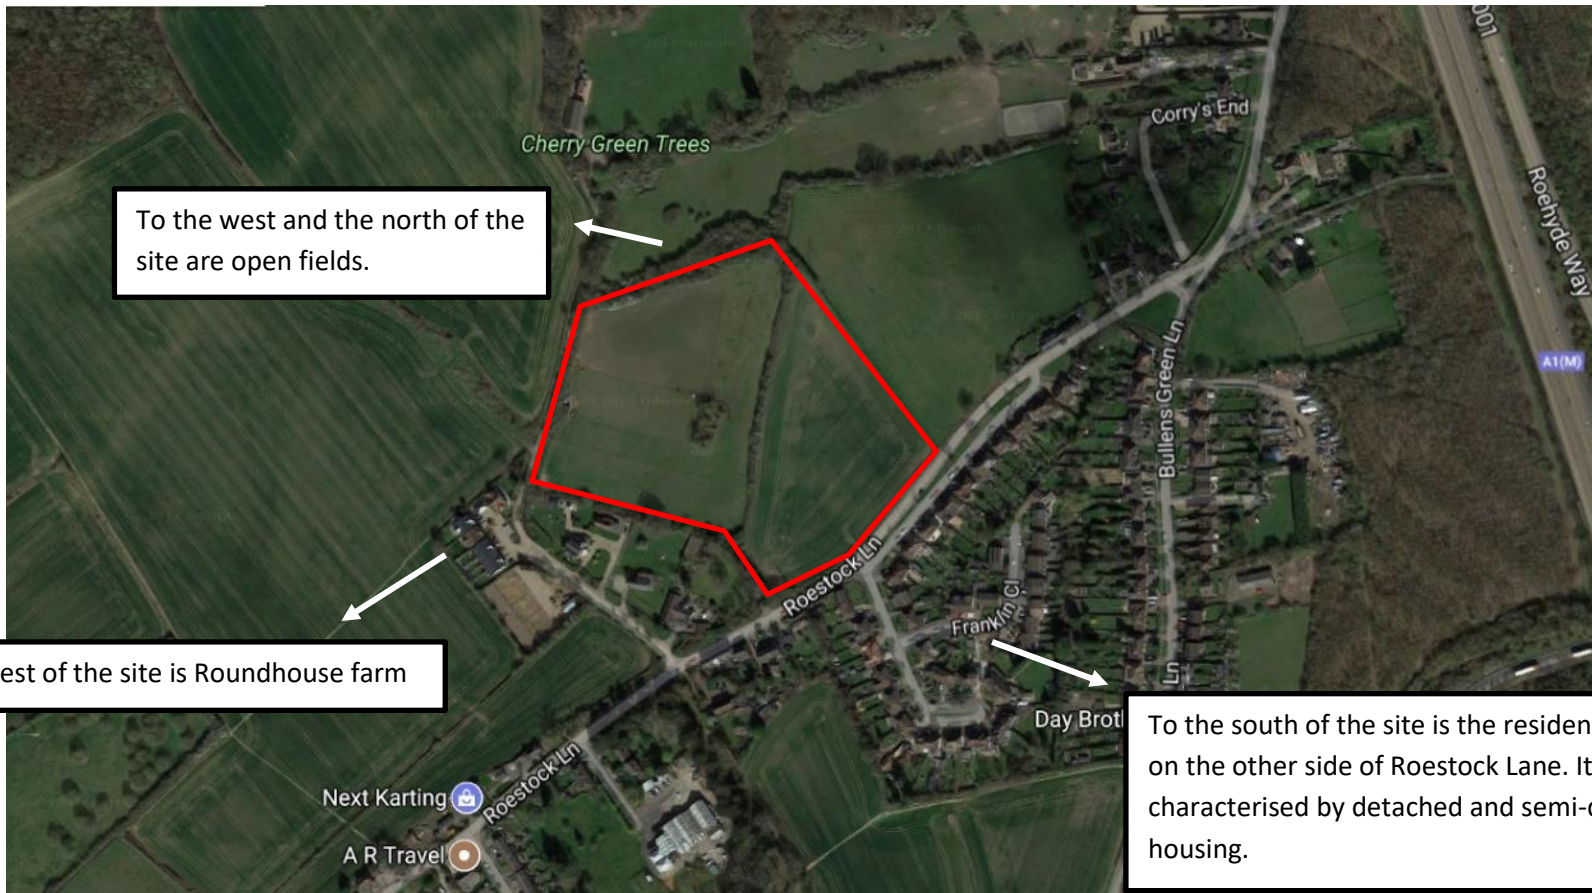 001
Corry's End
Cherry Green Trees
Roehyde Way
To the west and the north of the
site are open fields.
A1(M)
Bullens Green Ln
Roestock Ln
Franklin Cl
est of the site is Roundhouse farm
Ln
Day Brot
To the south of the site is the residen
on the other side of Roestock Lane. It
characterised by detached and semi-d
housing.
Next Karting
Roestock Ln
A R Travel